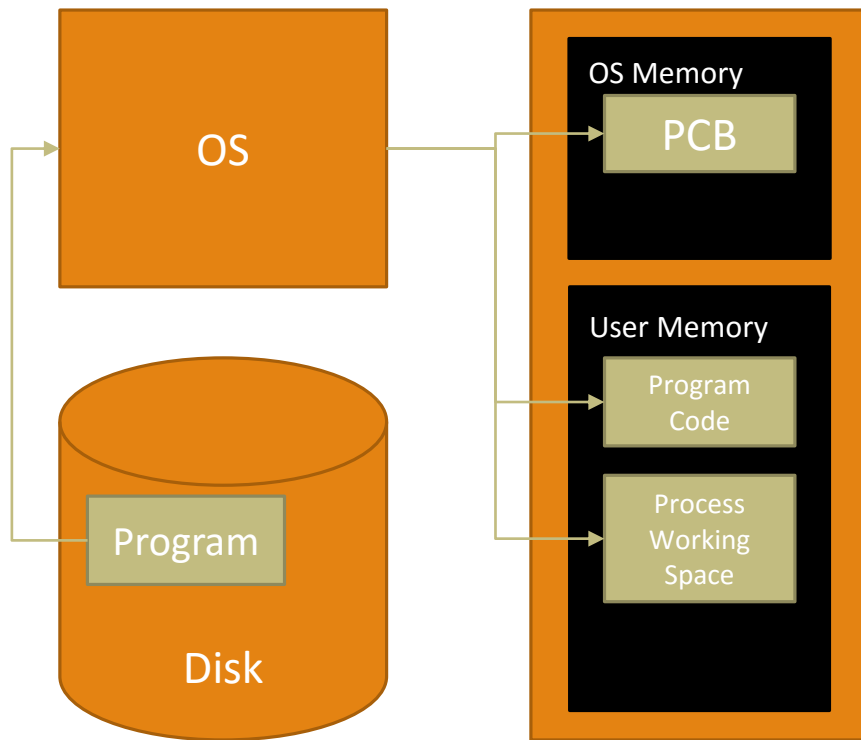 OS
Program
Disk
OS Memory
PCB
User Memory
Program
Code
Process
Working
Space